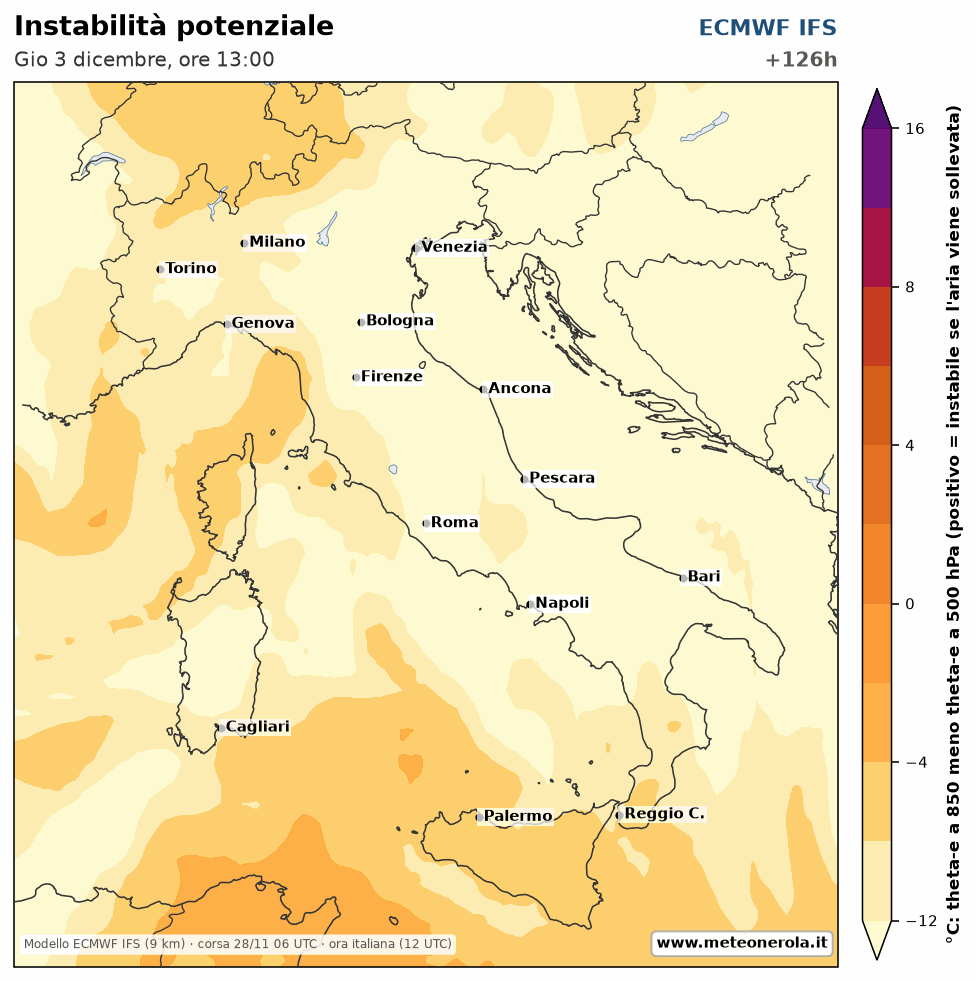 Instabilità potenziale
ECMWF IFS
Gio 3 dicembre, ore 13:00
+126h
Milano
Venezia
Torino
Genova
Bologna
Firenze
Ancona
Pescara
Roma
Bari
Napoli
Cagliari
Palermo
Reggio C.
16
8
4
0
−4
−12
°C: theta-e a 850 meno theta-e a 500 hPa (positivo = instabile se l'aria viene sollevata)
Modello ECMWF IFS (9 km) · corsa 28/11 06 UTC · ora italiana (12 UTC)
www.meteonerola.it